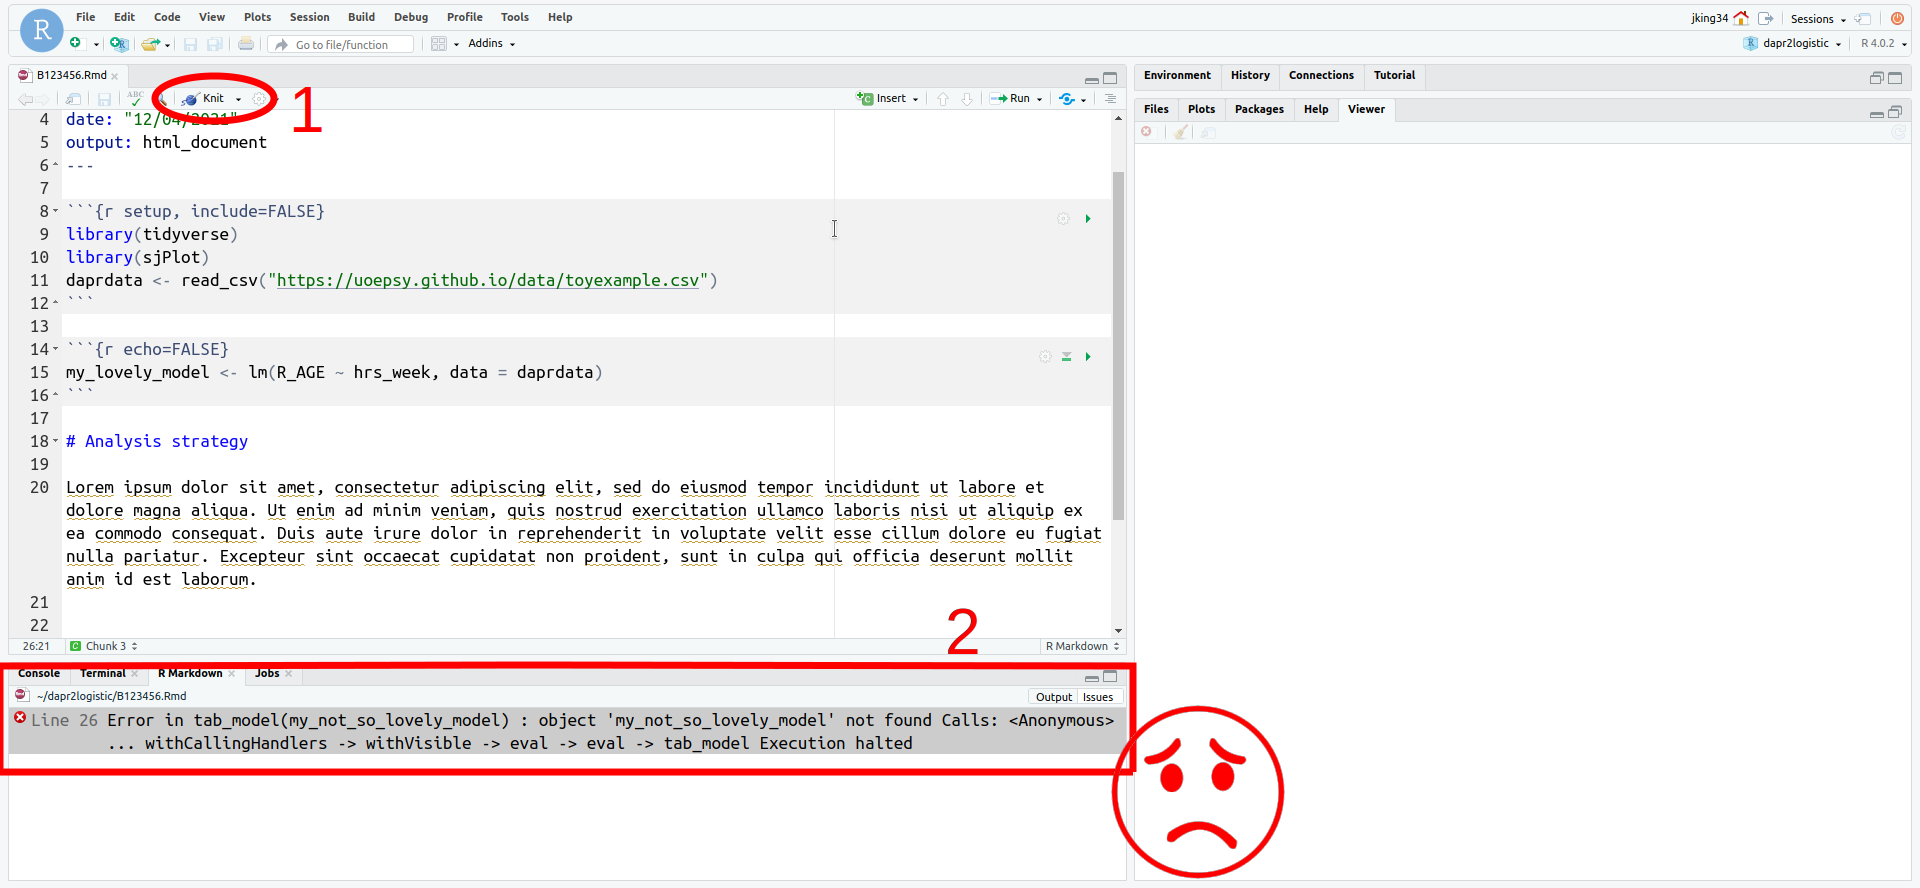 File Edit Code View Plots Session Build Debug Profile Tools Help
jking34 Sessions
R
Go to file/function Addins
dapr2logistic R 4.0.2
B123456.Rmd
ABC Knit Insert Run
1
4 date: "12/04/2021"
5 output: html_document
6 ---
7
8 ```{r setup, include=FALSE}
9 library(tidyverse)
10 library(sjPlot)
11 daprdata <- read_csv("https://uoepsy.github.io/data/toyexample.csv")
12 ```
13
14 ```{r echo=FALSE}
15 my_lovely_model <- lm(R_AGE ~ hrs_week, data = daprdata)
16 ```
17
18 # Analysis strategy
19
20 Lorem ipsum dolor sit amet, consectetur adipiscing elit, sed do eiusmod tempor incididunt ut labore et
dolore magna aliqua. Ut enim ad minim veniam, quis nostrud exercitation ullamco laboris nisi ut aliquip ex
ea commodo consequat. Duis aute irure dolor in reprehenderit in voluptate velit esse cillum dolore eu fugiat
nulla pariatur. Excepteur sint occaecat cupidatat non proident, sunt in culpa qui officia deserunt mollit
anim id est laborum.
21
22
2
26:21 Chunk 3 R Markdown
Console Terminal R Markdown Jobs
~/dapr2logistic/B123456.Rmd Output Issues
Line 26 Error in tab_model(my_not_so_lovely_model) : object 'my_not_so_lovely_model' not found Calls: <Anonymous>
... withCallingHandlers -> withVisible -> eval -> eval -> tab_model Execution halted
Environment History Connections Tutorial
Files Plots Packages Help Viewer